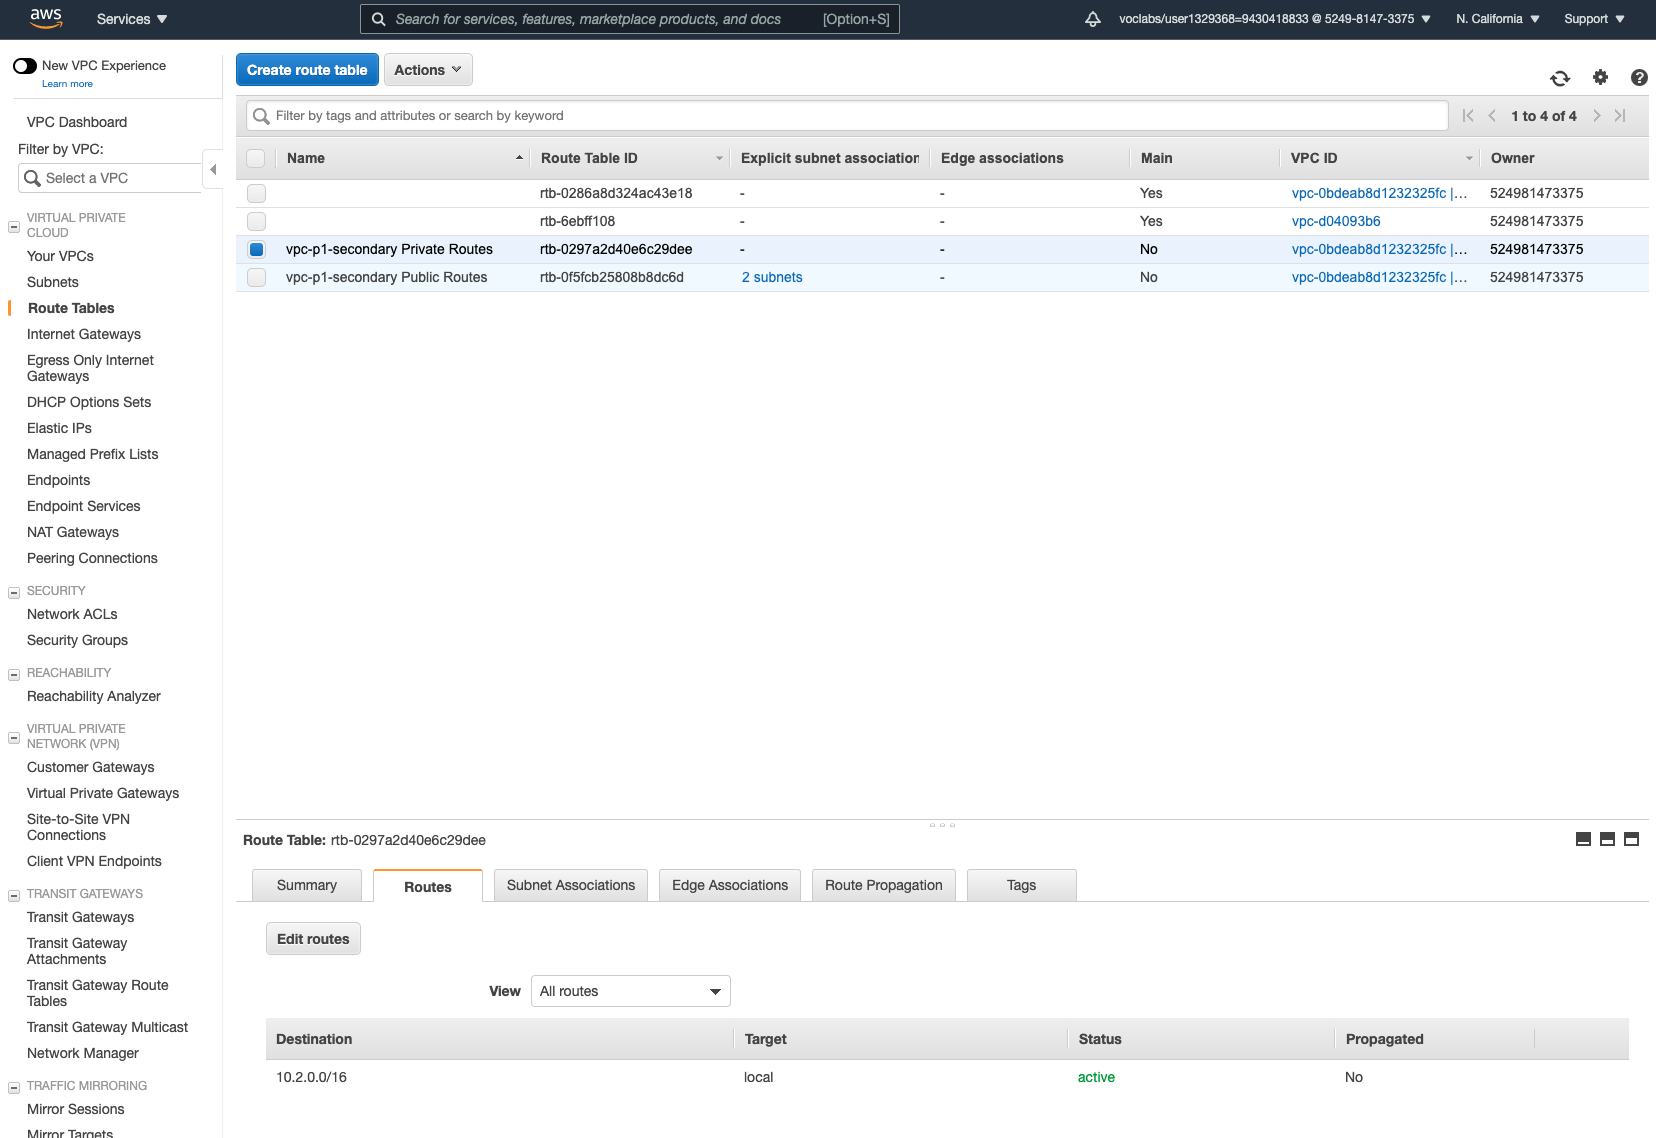 aws
Services
Search for services, features, marketplace products, and docs [Option+S]
voclabs/user1329368=9430418833 @ 5249-8147-3375
N. California
Support
New VPC Experience
Learn more
VPC Dashboard
Filter by VPC:
Select a VPC
VIRTUAL PRIVATE
CLOUD
Your VPCs
Subnets
Route Tables
Internet Gateways
Egress Only Internet
Gateways
DHCP Options Sets
Elastic IPs
Managed Prefix Lists
Endpoints
Endpoint Services
NAT Gateways
Peering Connections
SECURITY
Network ACLs
Security Groups
REACHABILITY
Reachability Analyzer
VIRTUAL PRIVATE
NETWORK (VPN)
Customer Gateways
Virtual Private Gateways
Site-to-Site VPN
Connections
Client VPN Endpoints
TRANSIT GATEWAYS
Transit Gateways
Transit Gateway
Attachments
Transit Gateway Route
Tables
Transit Gateway Multicast
Network Manager
TRAFFIC MIRRORING
Mirror Sessions
Mirror Targets
Create route table Actions
Filter by tags and attributes or search by keyword
1 to 4 of 4
Name Route Table ID Explicit subnet association Edge associations Main VPC ID Owner
rtb-0286a8d324ac43e18 - - Yes vpc-0bdeab8d1232325fc |... 524981473375
rtb-6ebff108 - - Yes vpc-d04093b6 524981473375
vpc-p1-secondary Private Routes rtb-0297a2d40e6c29dee - - No vpc-0bdeab8d1232325fc |... 524981473375
vpc-p1-secondary Public Routes rtb-0f5fcb25808b8dc6d 2 subnets - No vpc-0bdeab8d1232325fc |... 524981473375
Route Table: rtb-0297a2d40e6c29dee
Summary Routes Subnet Associations Edge Associations Route Propagation Tags
Edit routes
View All routes
Destination Target Status Propagated
10.2.0.0/16 local active No